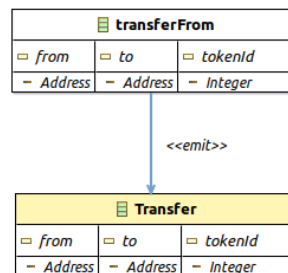 transferFrom
from to tokenId
Address Address Integer
<<emit>>
Transfer
from to tokenId
Address Address Integer